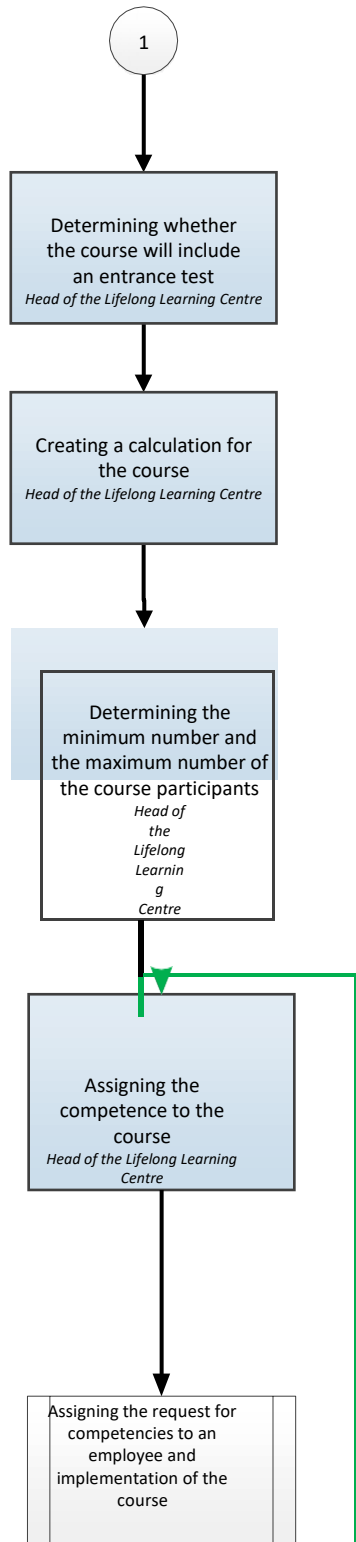 1
Determining whether
the course will include
an entrance test
Head of the Lifelong Learning Centre
Creating a calculation for
the course
Head of the Lifelong Learning Centre
Determining the
minimum number and
the maximum number of
the course participants
Head of
the
Lifelong
Learnin
g
Centre
Assigning the
competence to the
course
Head of the Lifelong Learning
Centre
Assigning the request for
competencies to an
employee and
implementation of the
course